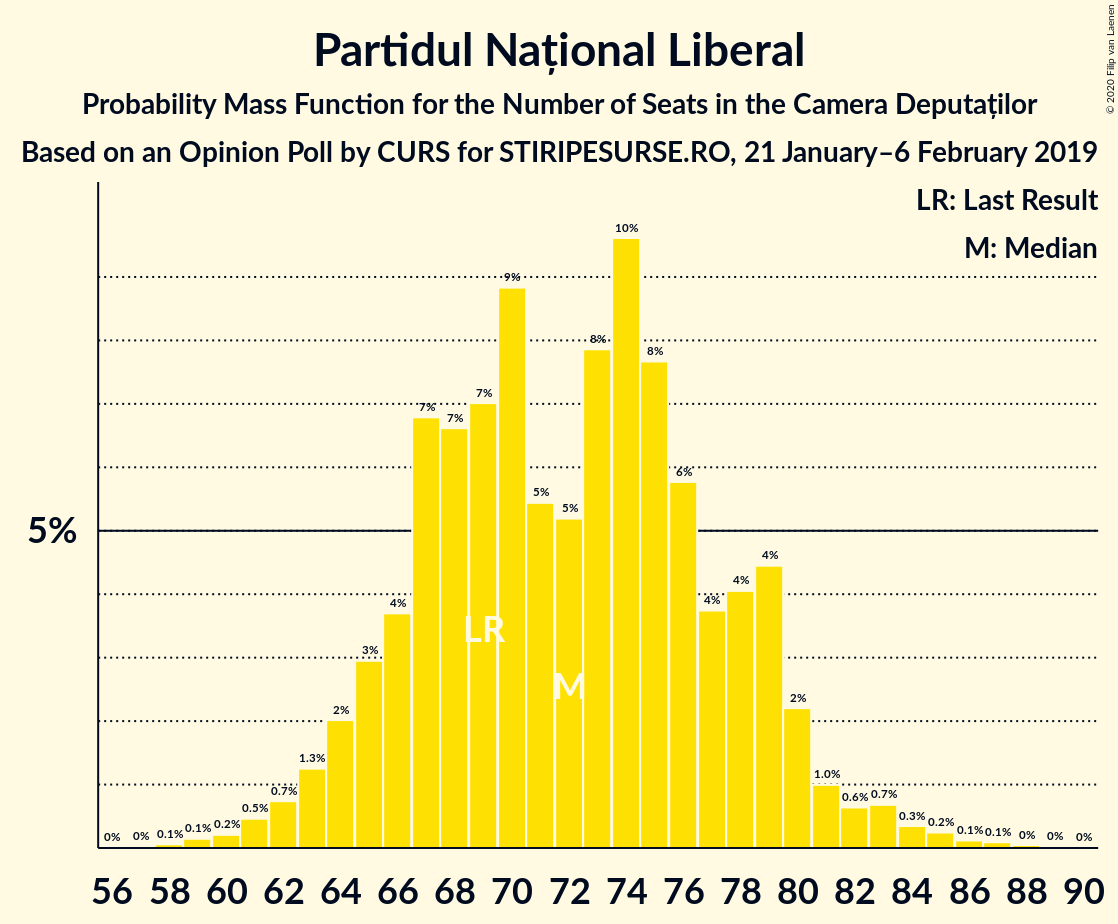 Partidul Național Liberal
Probability Mass Function for the Number of Seats in the Camera Deputaților
Based on an Opinion Poll by CURS for STIRIPESURSE.RO, 21 January–6 February 2019
© 2020 Filip van Laenen
LR: Last Result
M: Median
5%
0% 0% 0.1% 0.1% 0.2% 0.5% 0.7% 1.3% 2% 3% 4% 7% 7% 7% 9% 5% 5% 8% 10% 8% 6% 4% 4% 4% 2% 1.0% 0.6% 0.7% 0.3% 0.2% 0.1% 0.1% 0% 0% 0%
LR
M
56 58 60 62 64 66 68 70 72 74 76 78 80 82 84 86 88 90